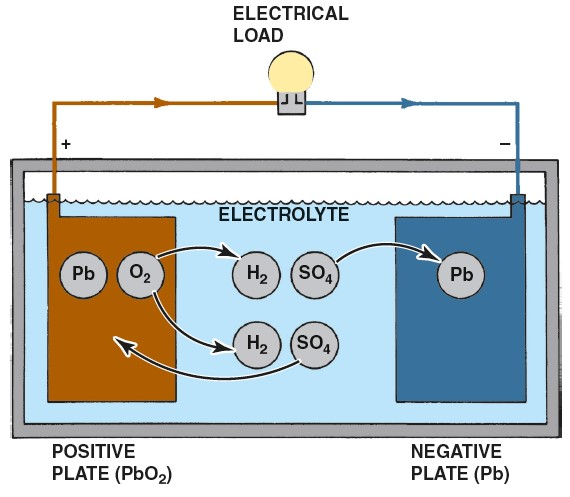 ELECTRICAL
LOAD
+
–
ELECTROLYTE
Pb
O₂
H₂
SO₄
Pb
H₂
SO₄
POSITIVE
PLATE (PbO₂)
NEGATIVE
PLATE (Pb)